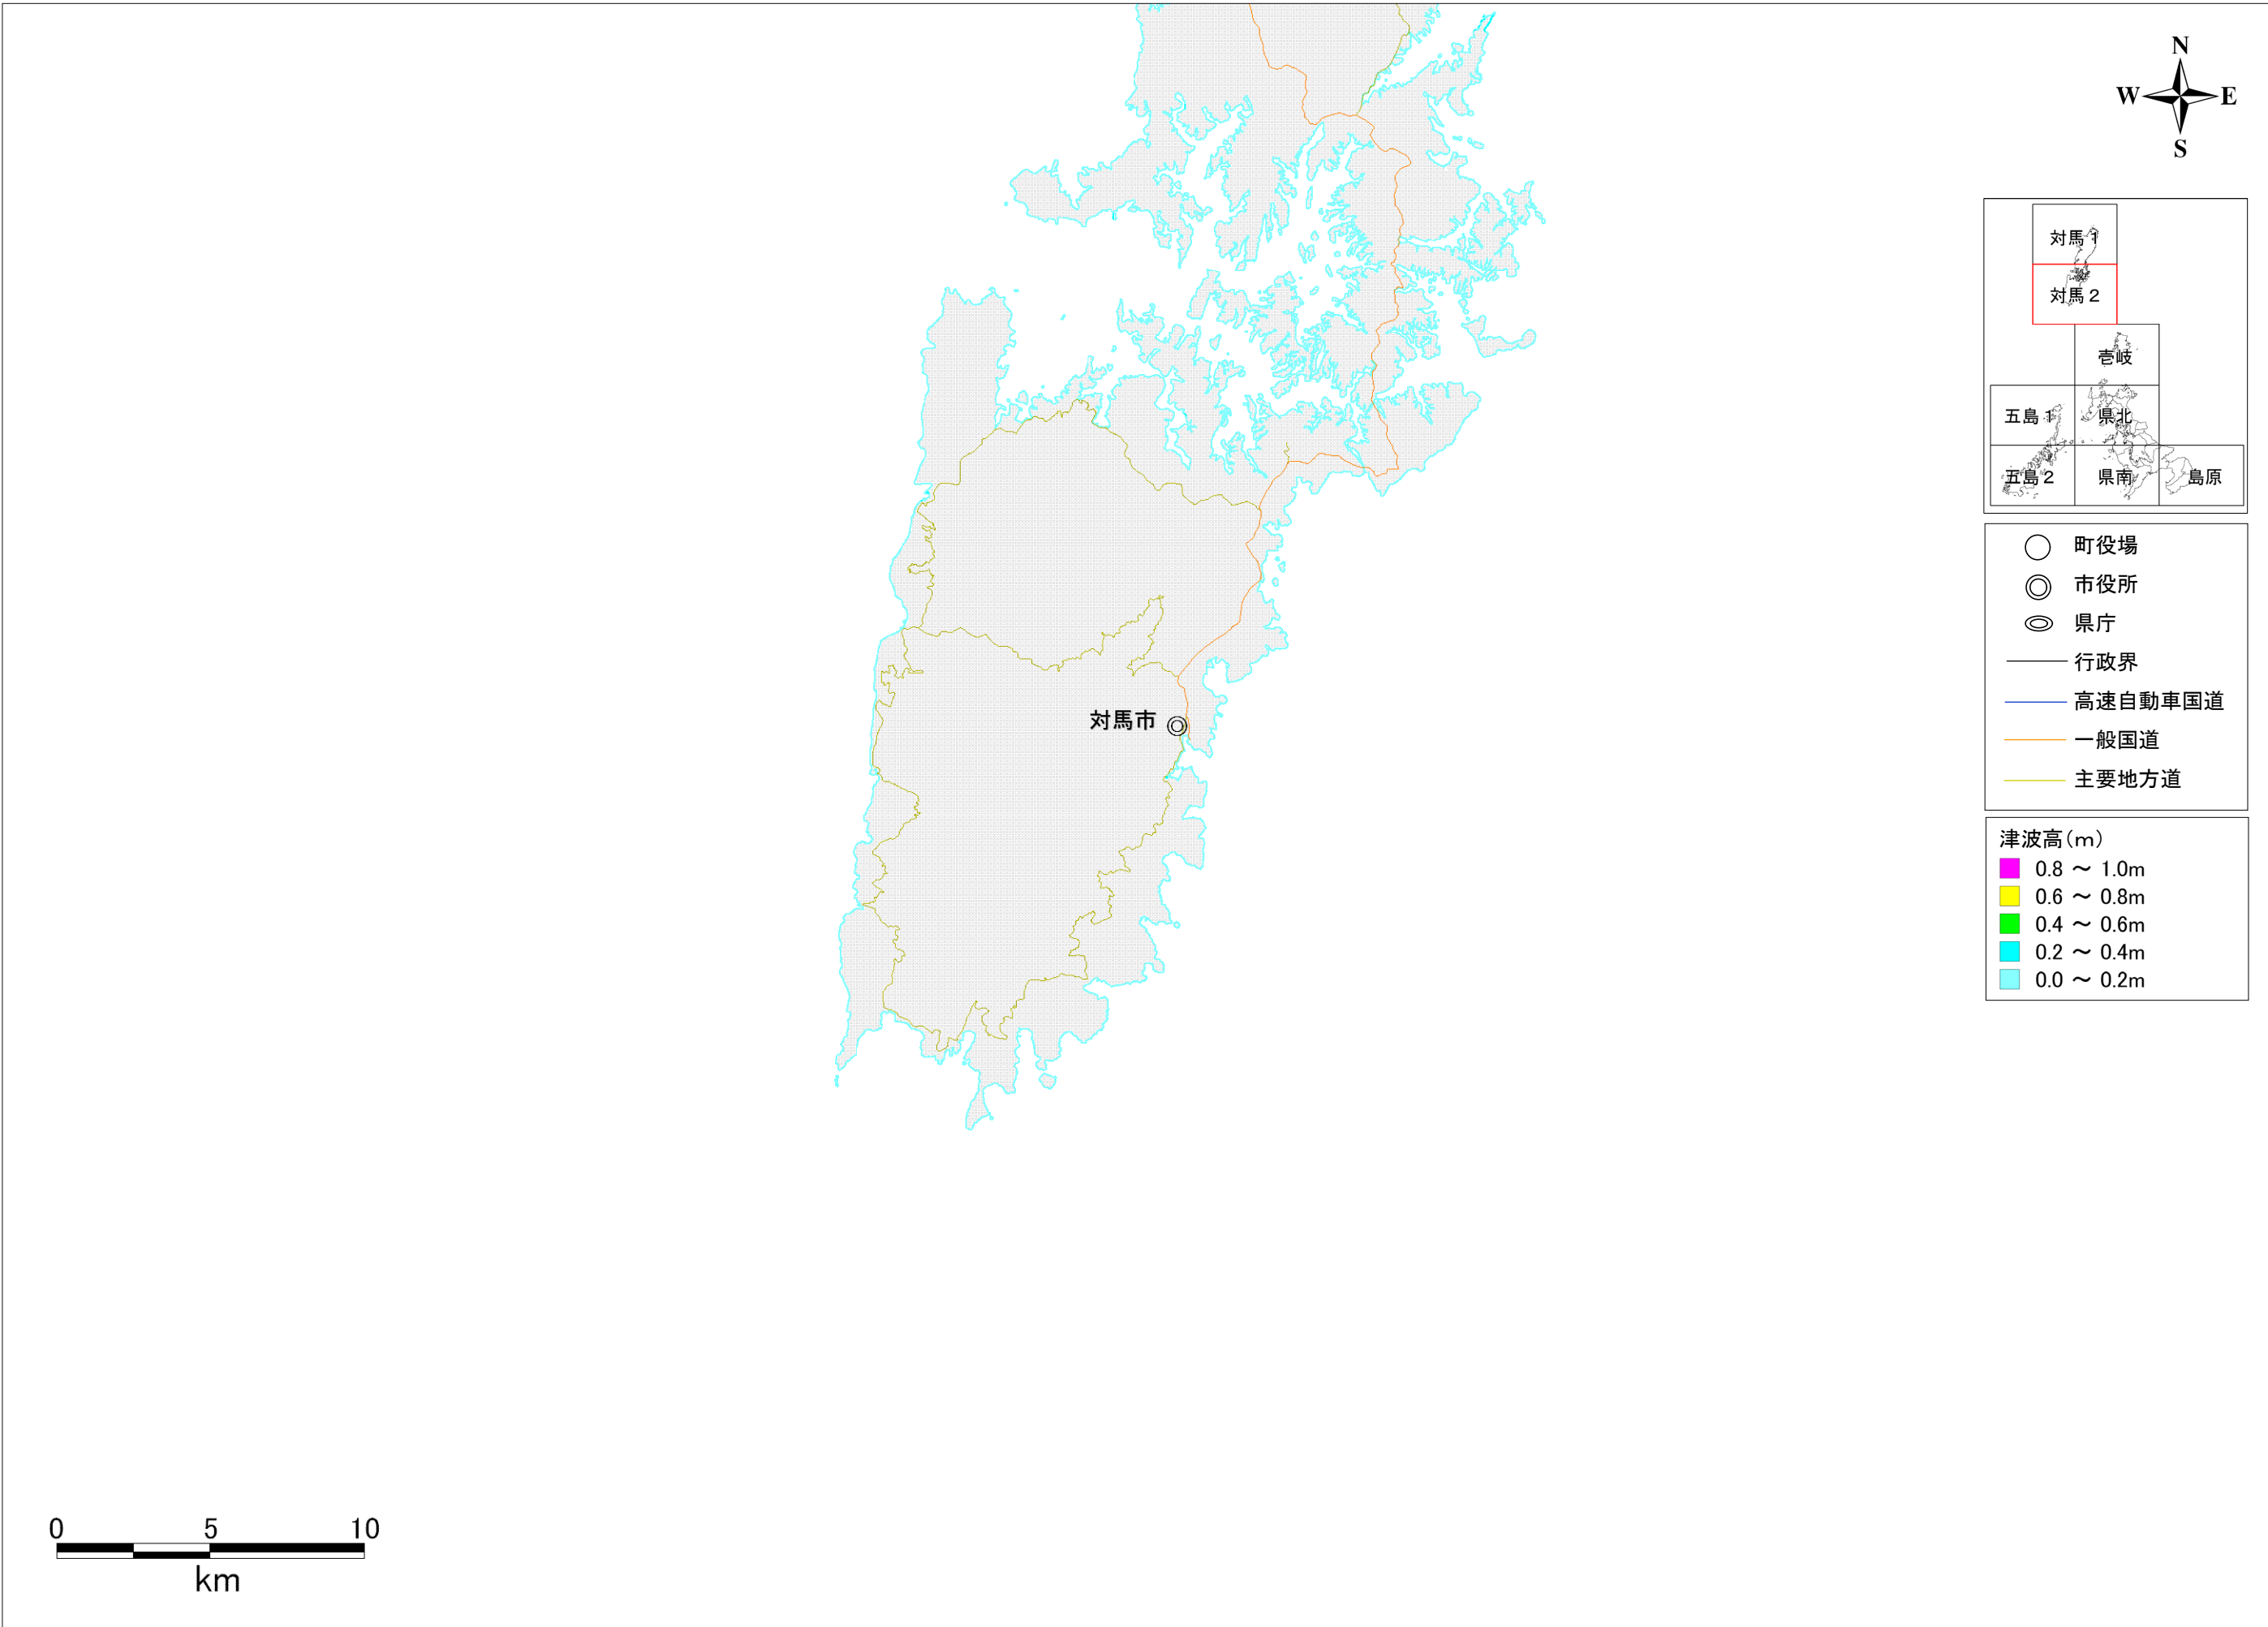 N
W E
S
対馬1
対馬2
壱岐
五島1 県北
五島2 県南 島原
町役場
市役所
県庁
行政界
高速自動車国道
一般国道
主要地方道
津波高(m)
0.8 ～ 1.0m
0.6 ～ 0.8m
0.4 ～ 0.6m
0.2 ～ 0.4m
0.0 ～ 0.2m
対馬市
0 5 10
km